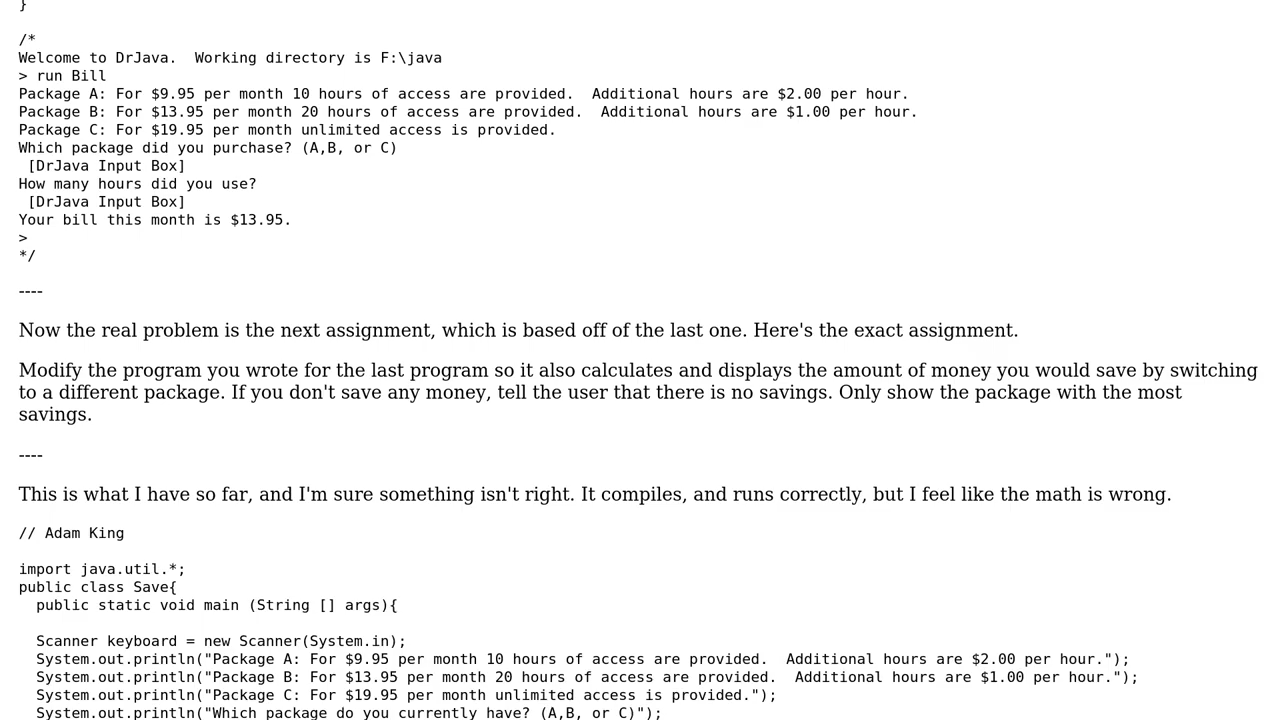 }
/*
Welcome to DrJava.  Working directory is F:\java
> run Bill
Package A: For $9.95 per month 10 hours of access are provided.  Additional hours are $2.00 per hour.
Package B: For $13.95 per month 20 hours of access are provided.  Additional hours are $1.00 per hour.
Package C: For $19.95 per month unlimited access is provided.
Which package did you purchase? (A,B, or C)
 [DrJava Input Box]
How many hours did you use?
 [DrJava Input Box]
Your bill this month is $13.95.
>
*/
----
Now the real problem is the next assignment, which is based off of the last one. Here's the exact assignment.
Modify the program you wrote for the last program so it also calculates and displays the amount of money you would save by switching
to a different package. If you don't save any money, tell the user that there is no savings. Only show the package with the most
savings.
----
This is what I have so far, and I'm sure something isn't right. It compiles, and runs correctly, but I feel like the math is wrong.
// Adam King
import java.util.*;
public class Save{
  public static void main (String [] args){
  Scanner keyboard = new Scanner(System.in);
  System.out.println("Package A: For $9.95 per month 10 hours of access are provided.  Additional hours are $2.00 per hour.");
  System.out.println("Package B: For $13.95 per month 20 hours of access are provided.  Additional hours are $1.00 per hour.");
  System.out.println("Package C: For $19.95 per month unlimited access is provided.");
  System.out.println("Which package do you currently have? (A,B, or C)");